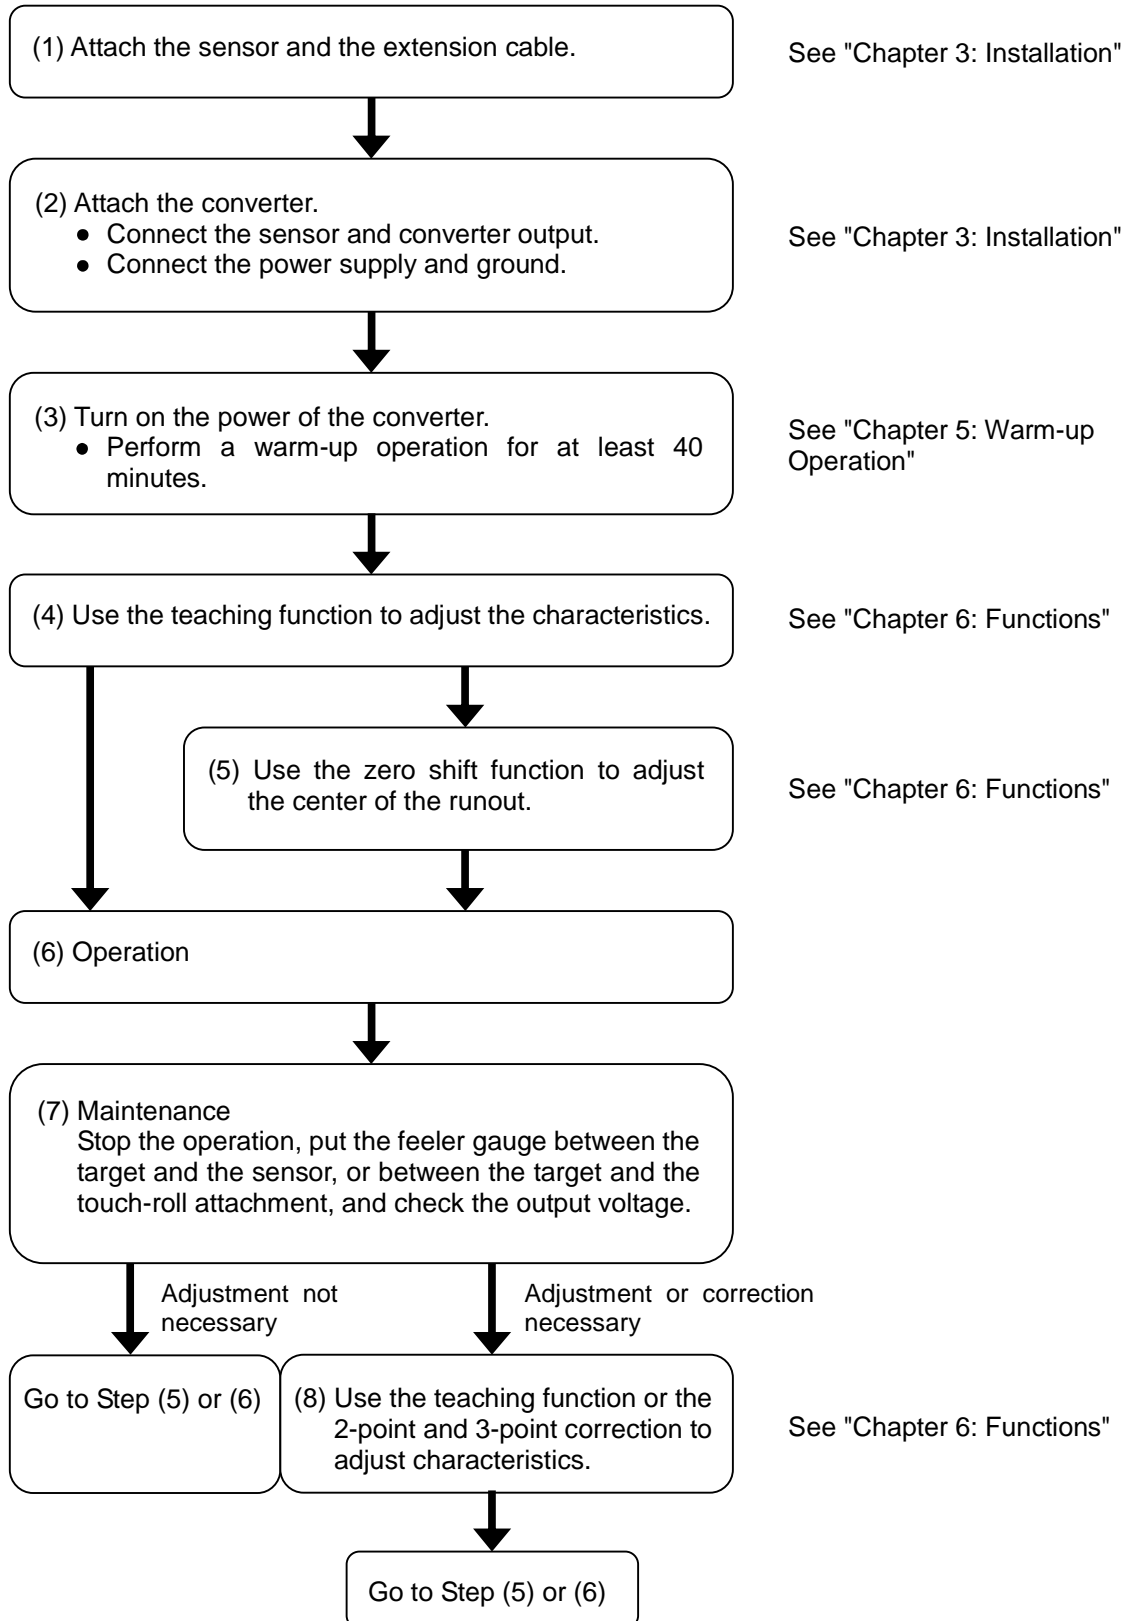 (1) Attach the sensor and the extension cable.
See "Chapter 3: Installation"
(2) Attach the converter.
● Connect the sensor and converter output.
● Connect the power supply and ground.
See "Chapter 3: Installation"
(3) Turn on the power of the converter.
● Perform a warm-up operation for at least 40
minutes.
See "Chapter 5: Warm-up
Operation"
(4) Use the teaching function to adjust the characteristics.
See "Chapter 6: Functions"
(5) Use the zero shift function to adjust
the center of the runout.
See "Chapter 6: Functions"
(6) Operation
(7) Maintenance
Stop the operation, put the feeler gauge between the
target and the sensor, or between the target and the
touch-roll attachment, and check the output voltage.
Adjustment not
necessary
Adjustment or correction
necessary
Go to Step (5) or (6)
(8) Use the teaching function or the
2-point and 3-point correction to
adjust characteristics.
See "Chapter 6: Functions"
Go to Step (5) or (6)